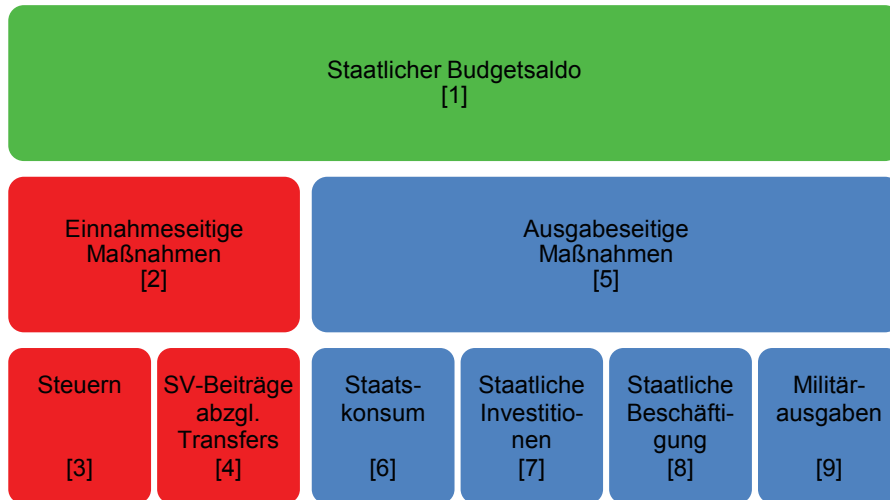 Staatlicher Budgetsaldo
[1]
Einnahmeseitige
Maßnahmen
[2]
Ausgabeseitige
Maßnahmen
[5]
Steuern
[3]
SV-Beiträge
abzgl.
Transfers
[4]
Staats-
konsum
[6]
Staatliche
Investitio-
nen
[7]
Staatliche
Beschäfti-
gung
[8]
Militär-
ausgaben
[9]